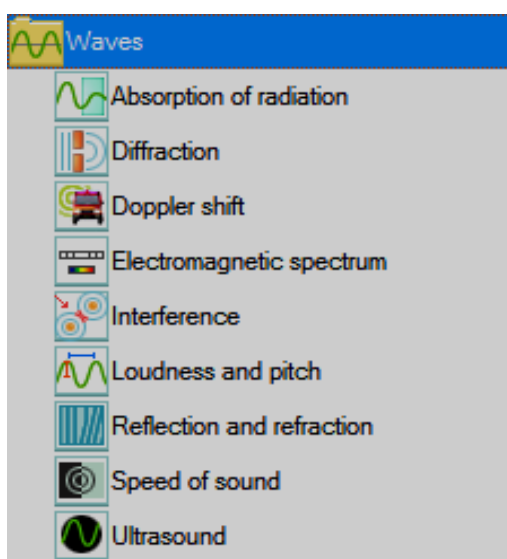 Waves
Absorption of radiation
Diffraction
Doppler shift
Electromagnetic spectrum
Interference
Loudness and pitch
Reflection and refraction
Speed of sound
Ultrasound